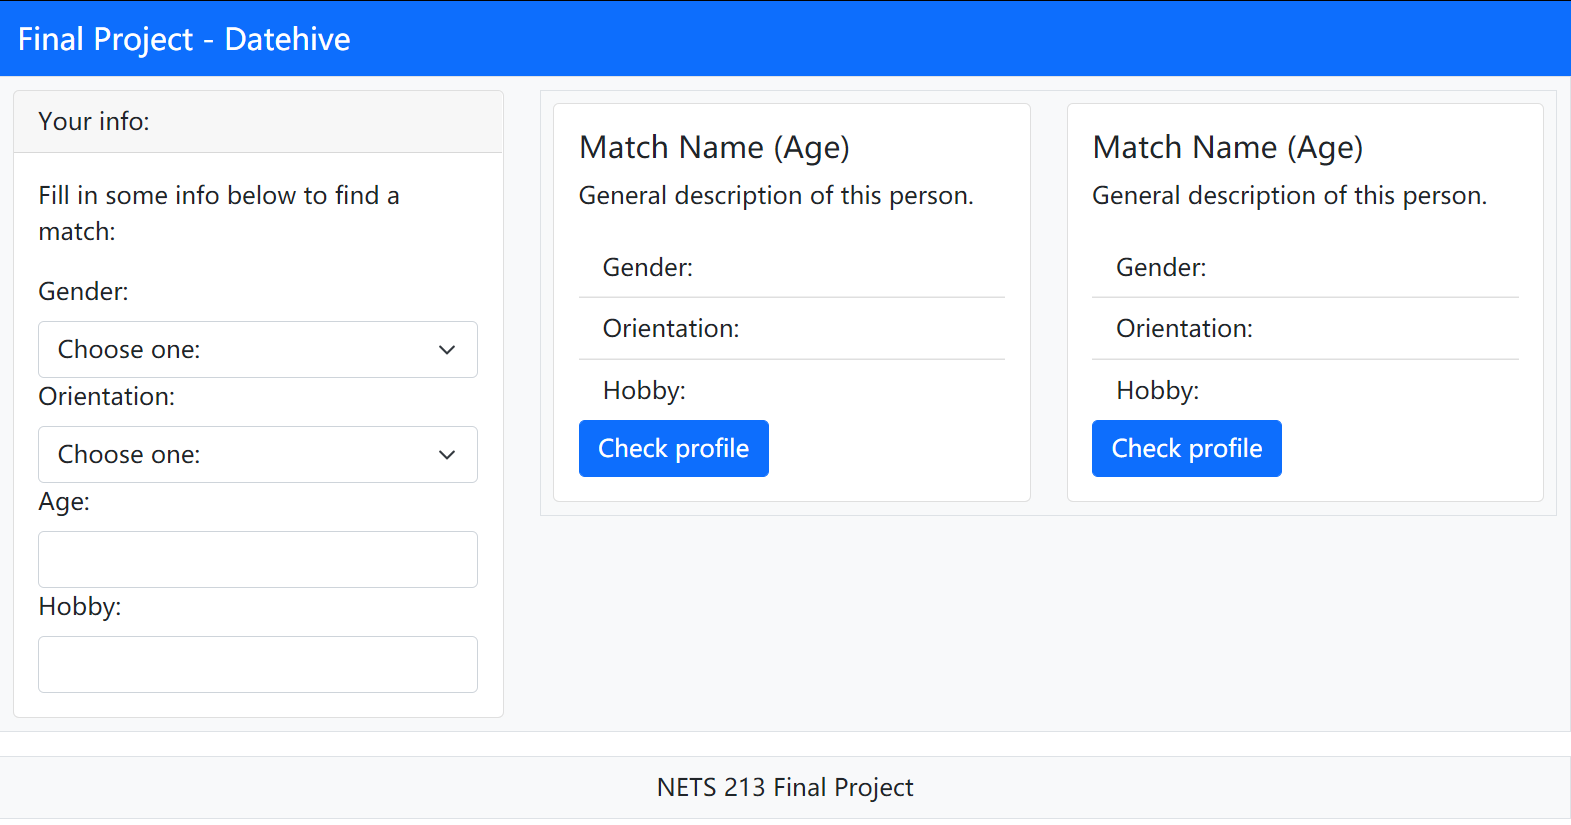 Final Project - Datehive
Your info:
Fill in some info below to find a
match:
Gender:
Choose one:
Orientation:
Choose one:
Age:
Hobby:
Match Name (Age)
General description of this person.
Gender:
Orientation:
Hobby:
Check profile
Match Name (Age)
General description of this person.
Gender:
Orientation:
Hobby:
Check profile
NETS 213 Final Project